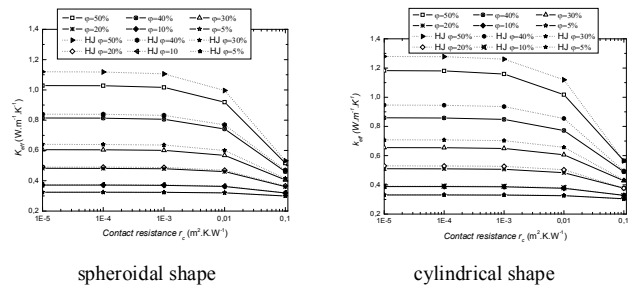 φ=50% φ=40% φ=30%
φ=20% φ=10% φ=5%
HJ φ=50% HJ φ=40% HJ φ=30%
HJ φ=20% HJ φ=10 HJ φ=5%
1,4
1,2
1,0
0,8
0,6
0,4
0,2
K_eff (W.m-1.K-1)
1E-5 1E-4 1E-3 0,01 0,1
Contact resistance r_c (m².K.W⁻¹)
spheroidal shape
φ=50% φ=40% φ=30%
φ=20% φ=10% φ=5%
HJ φ=50% HJ φ=40% HJ φ=30%
HJ φ=20% HJ φ=10% HJ φ=5%
1,4
1,2
1,0
0,8
0,6
0,4
0,2
k_eff (W.m-1.K-1)
1E-5 1E-4 1E-3 0,01 0,1
Contact resistance r_c (m².K.W⁻¹)
cylindrical shape